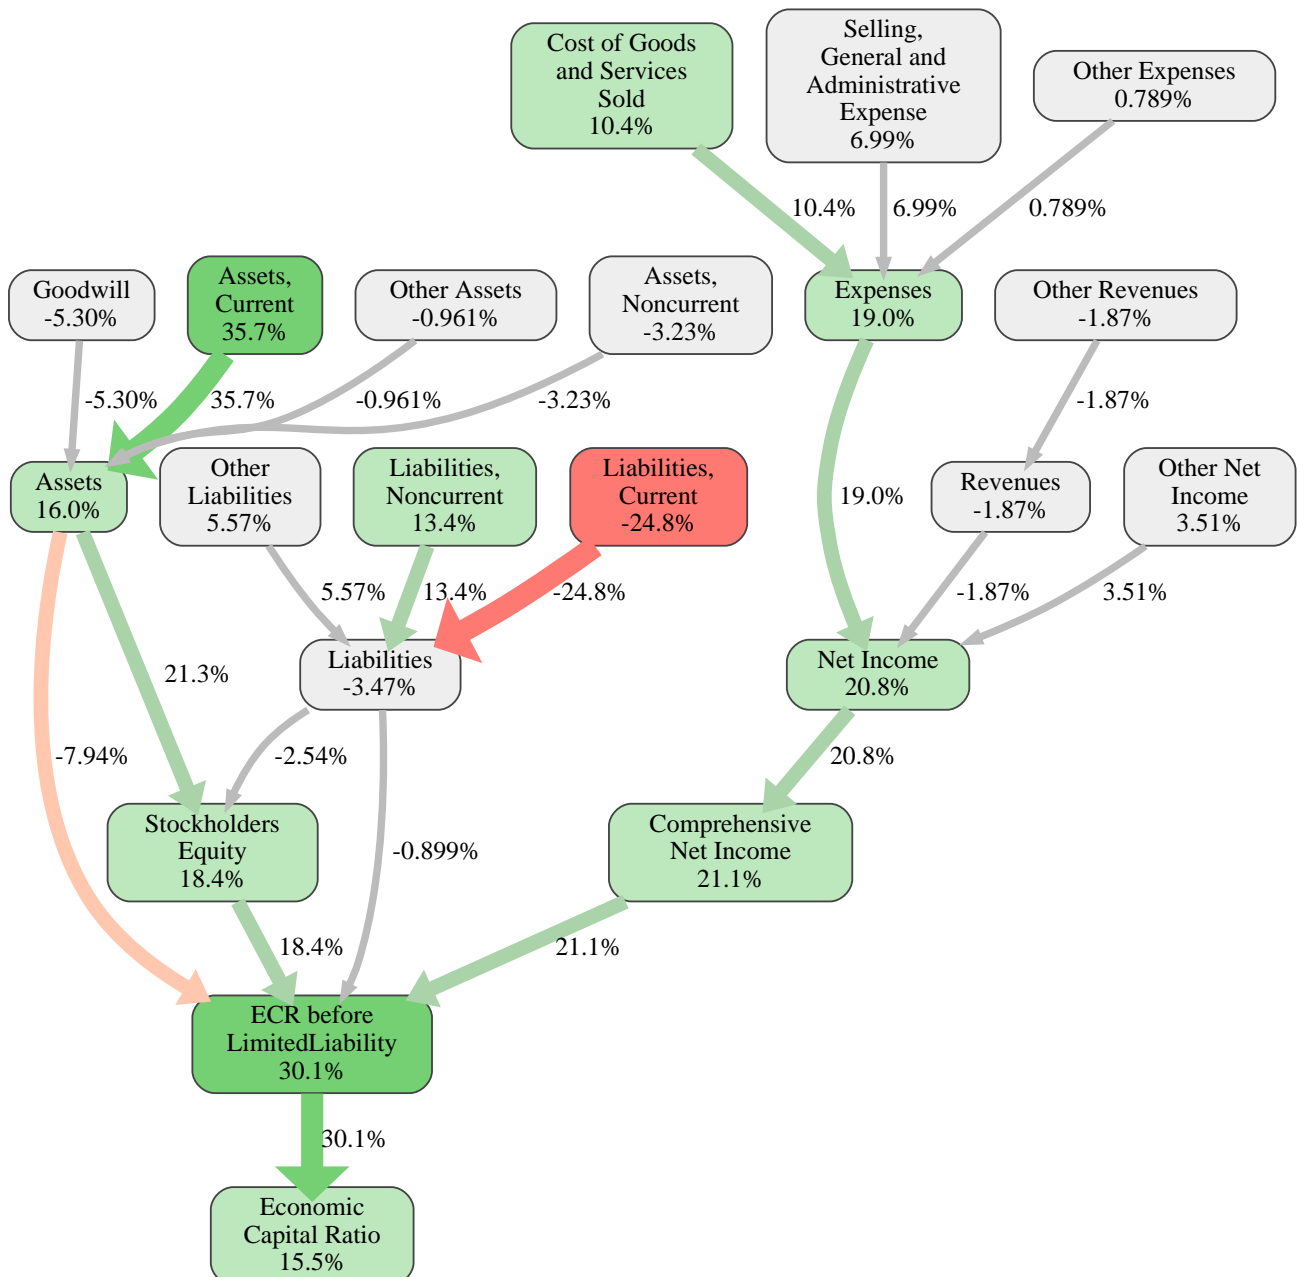 Cost of Goods
and Services
Sold
10.4%
Selling,
General and
Administrative
Expense
6.99%
Other Expenses
0.789%
10.4%
6.99%
0.789%
Goodwill
-5.30%
Assets,
Current
35.7%
Other Assets
-0.961%
Assets,
Noncurrent
-3.23%
Expenses
19.0%
Other Revenues
-1.87%
-5.30%
35.7%
-0.961%
-3.23%
-1.87%
Assets
16.0%
Other
Liabilities
5.57%
Liabilities,
Noncurrent
13.4%
Liabilities,
Current
-24.8%
19.0%
Revenues
-1.87%
Other Net
Income
3.51%
5.57%
13.4%
-24.8%
-1.87%
3.51%
21.3%
Liabilities
-3.47%
Net Income
20.8%
-7.94%
-2.54%
20.8%
Stockholders
Equity
18.4%
-0.899%
Comprehensive
Net Income
21.1%
18.4%
21.1%
ECR before
LimitedLiability
30.1%
30.1%
Economic
Capital Ratio
15.5%